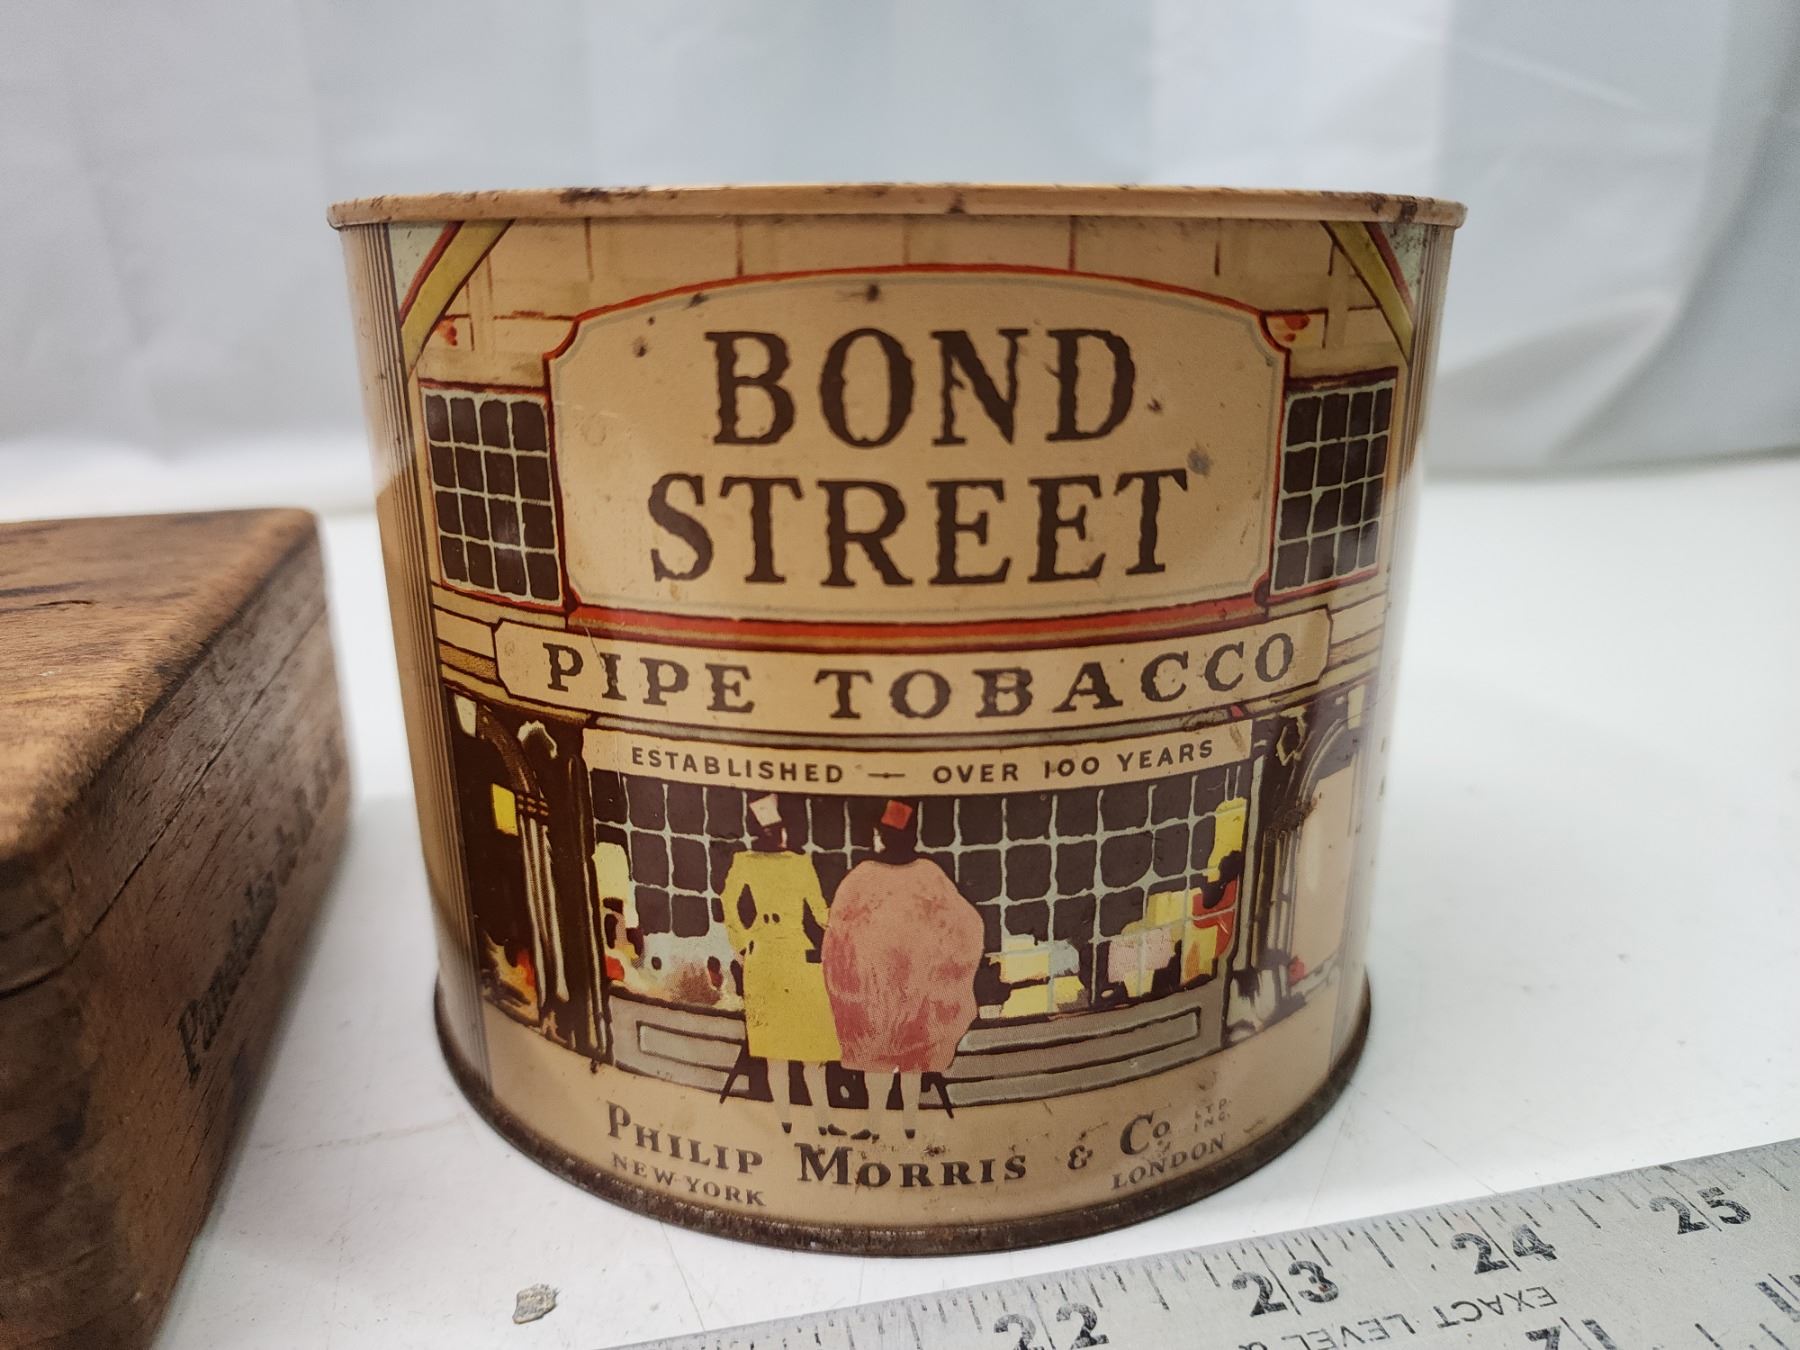 BOND
STREET
PIPE TOBACCO
ESTABLISHED — OVER 100 YEARS
PHILIP MORRIS & Co LTD. INC.
NEW YORK LONDON
22 23 24 25
EXACT LEVEL &
21